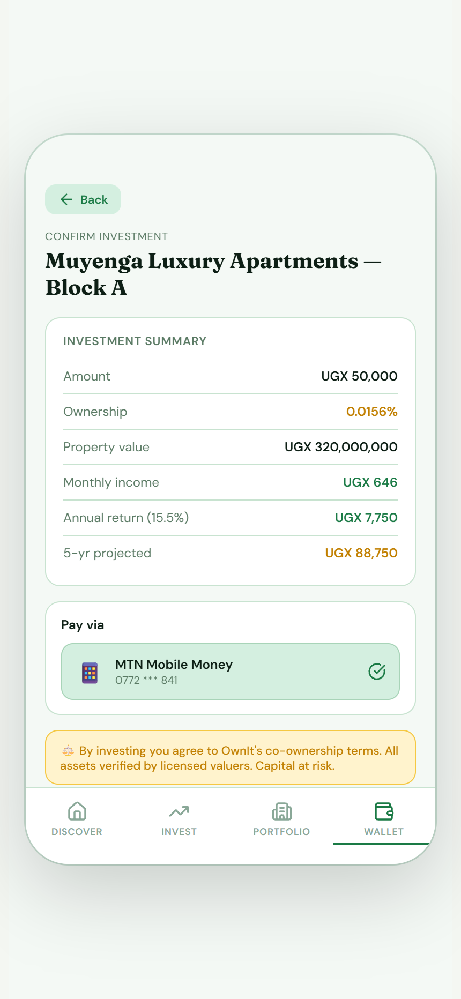 Back
CONFIRM INVESTMENT
Muyenga Luxury Apartments —
Block A
INVESTMENT SUMMARY
Amount UGX 50,000
Ownership 0.0156%
Property value UGX 320,000,000
Monthly income UGX 646
Annual return (15.5%) UGX 7,750
5-yr projected UGX 88,750
Pay via
MTN Mobile Money
0772 *** 841
By investing you agree to OwnIt's co-ownership terms. All
assets verified by licensed valuers. Capital at risk.
DISCOVER INVEST PORTFOLIO WALLET